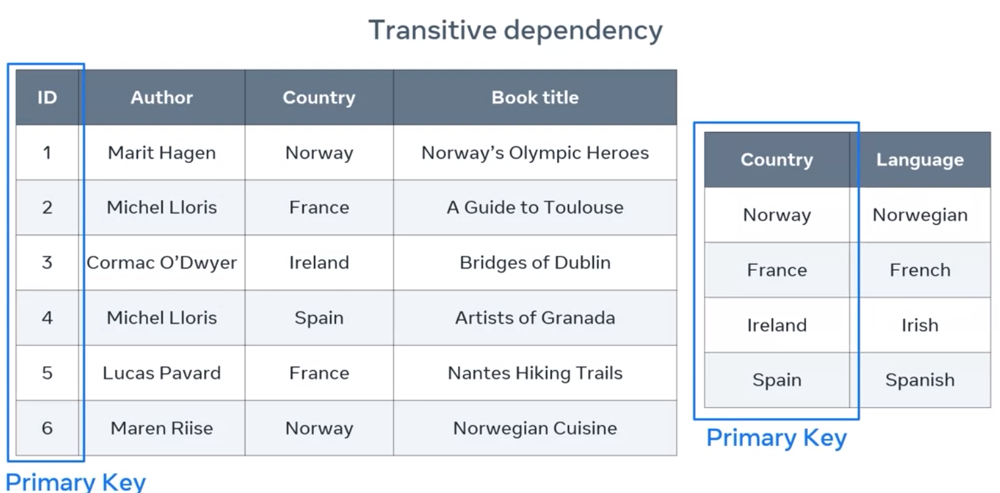 Transitive dependency
ID Author Country Book title
1 Marit Hagen Norway Norway’s Olympic Heroes
2 Michel Lloris France A Guide to Toulouse
3 Cormac O’Dwyer Ireland Bridges of Dublin
4 Michel Lloris Spain Artists of Granada
5 Lucas Pavard France Nantes Hiking Trails
6 Maren Riise Norway Norwegian Cuisine
Primary Key
Country Language
Norway Norwegian
France French
Ireland Irish
Spain Spanish
Primary Key